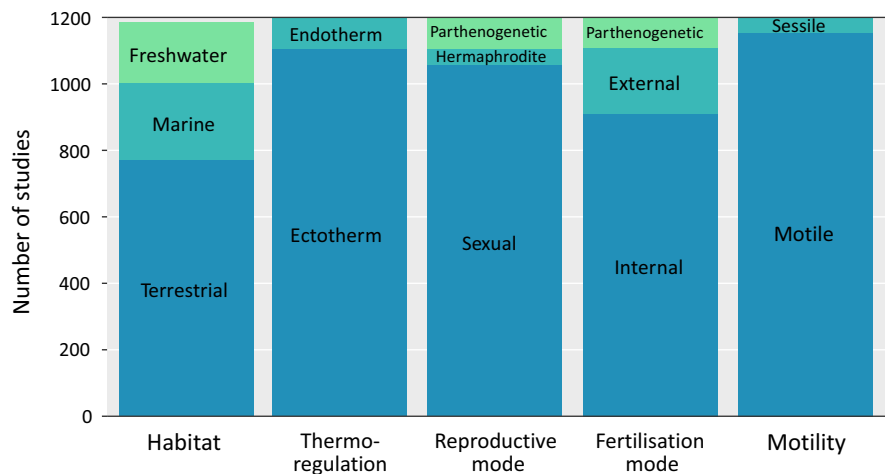 Number of studies
1200
1000
800
600
400
200
0
Freshwater
Marine
Terrestrial
Endotherm
Ectotherm
Parthenogenetic
Hermaphrodite
Sexual
Parthenogenetic
External
Internal
Sessile
Motile
Habitat
Thermo-
regulation
Reproductive
mode
Fertilisation
mode
Motility